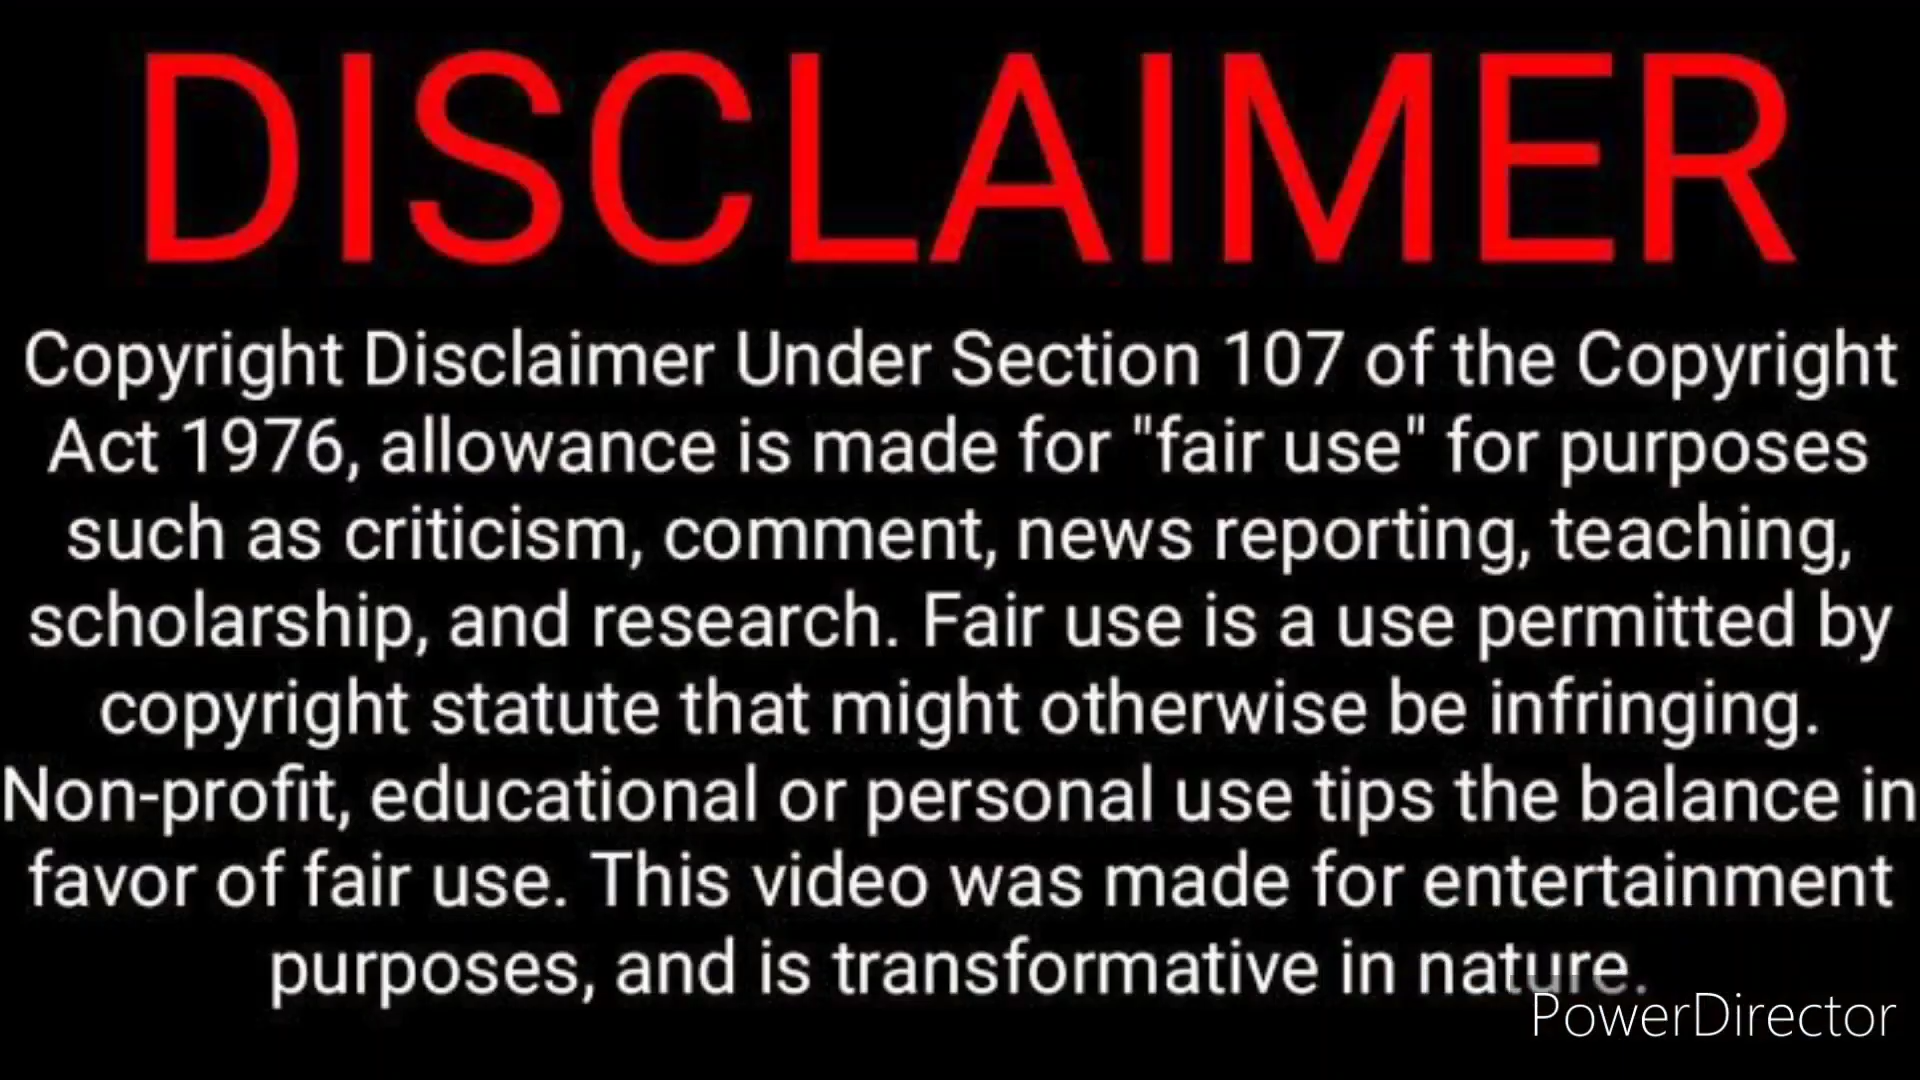 DISCLAIMER
Copyright Disclaimer Under Section 107 of the Copyright
Act 1976, allowance is made for "fair use" for purposes
such as criticism, comment, news reporting, teaching,
scholarship, and research. Fair use is a use permitted by
copyright statute that might otherwise be infringing.
Non-profit, educational or personal use tips the balance in
favor of fair use. This video was made for entertainment
purposes, and is transformative in nature.
PowerDirector